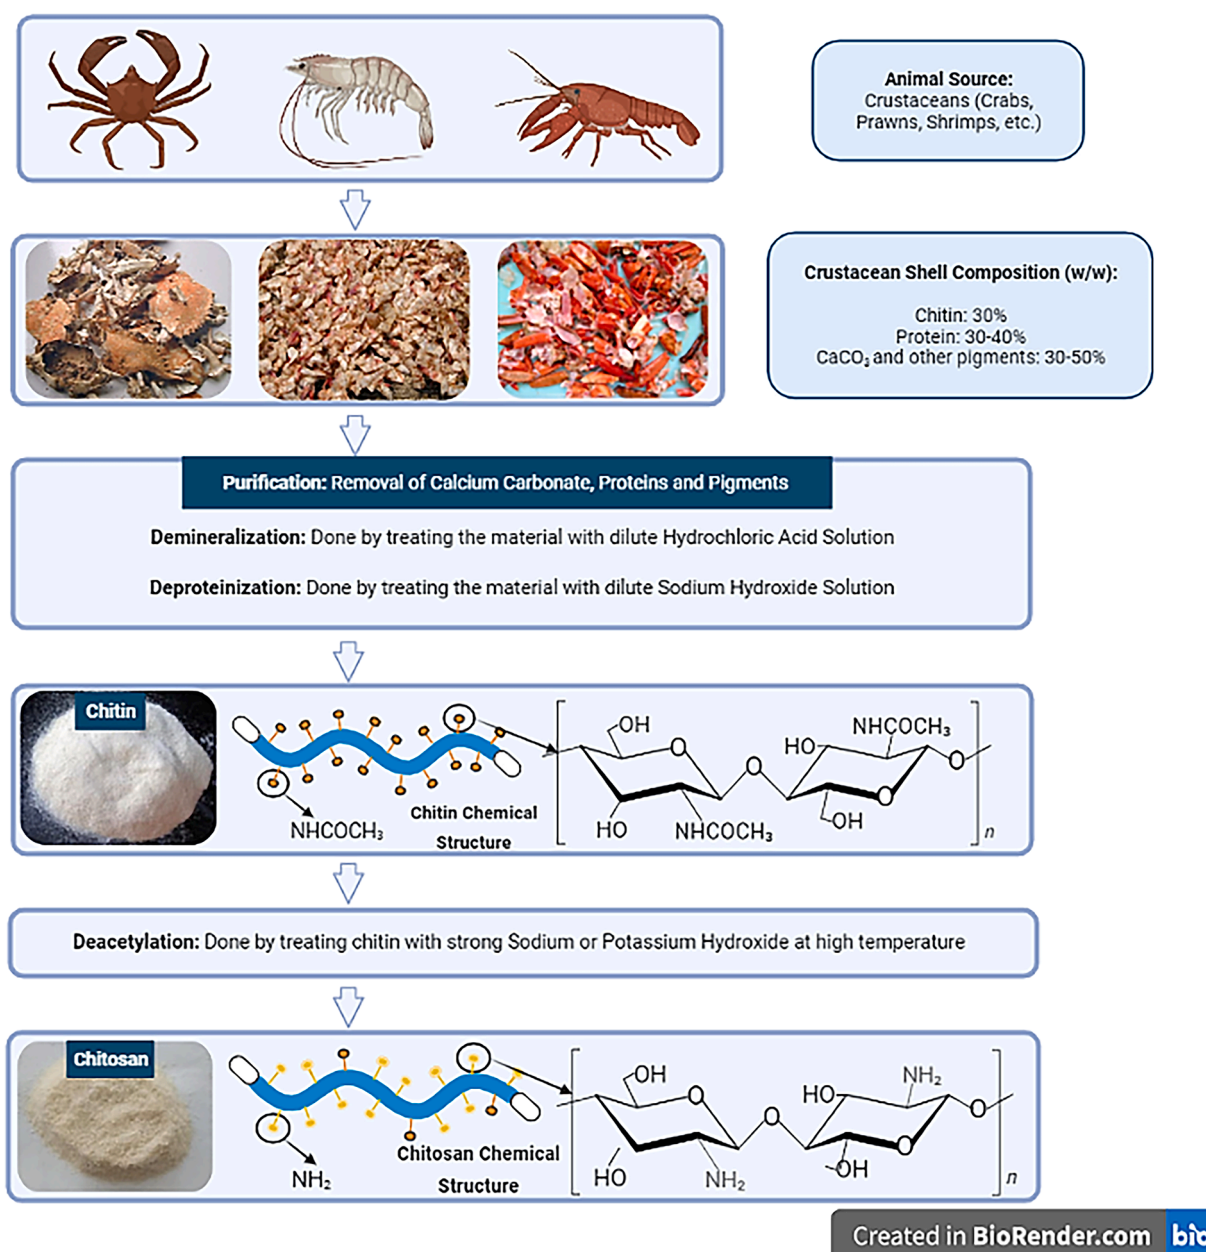 Animal Source:
Crustaceans (Crabs,
Prawns, Shrimps, etc.)
Crustacean Shell Composition (w/w):
Chitin: 30%
Protein: 30-40%
CaCO₃ and other pigments: 30-50%
Purification: Removal of Calcium Carbonate, Proteins and Pigments
Demineralization: Done by treating the material with dilute Hydrochloric Acid Solution
Deproteinization: Done by treating the material with dilute Sodium Hydroxide Solution
Chitin
NHCOCH₃
Chitin Chemical
Structure
OH
O
HO
NHCOCH₃
O
NHCOCH₃
HO
O
OH
O
n
Deacetylation: Done by treating chitin with strong Sodium or Potassium Hydroxide at high temperature
Chitosan
NH₂
Chitosan Chemical
Structure
OH
O
HO
NH₂
O
NH₂
HO
O
OH
O
n
Created in BioRender.com